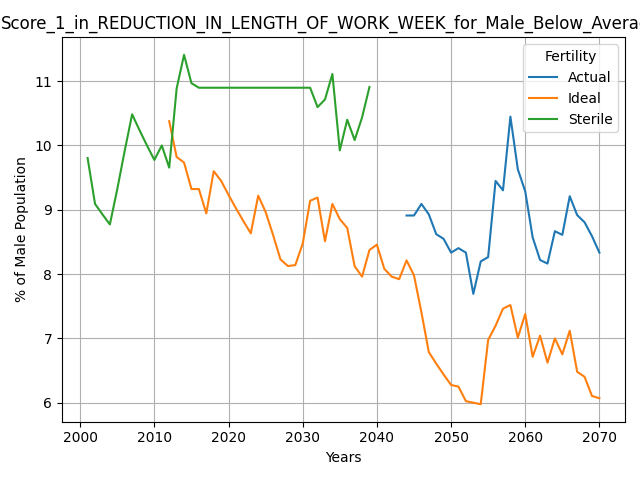 Score_1_in_REDUCTION_IN_LENGTH_OF_WORK_WEEK_for_Male_Below_Avera
Fertility
Actual
Ideal
Sterile
% of Male Population
11
10
9
8
7
6
2000 2010 2020 2030 2040 2050 2060 2070
Years